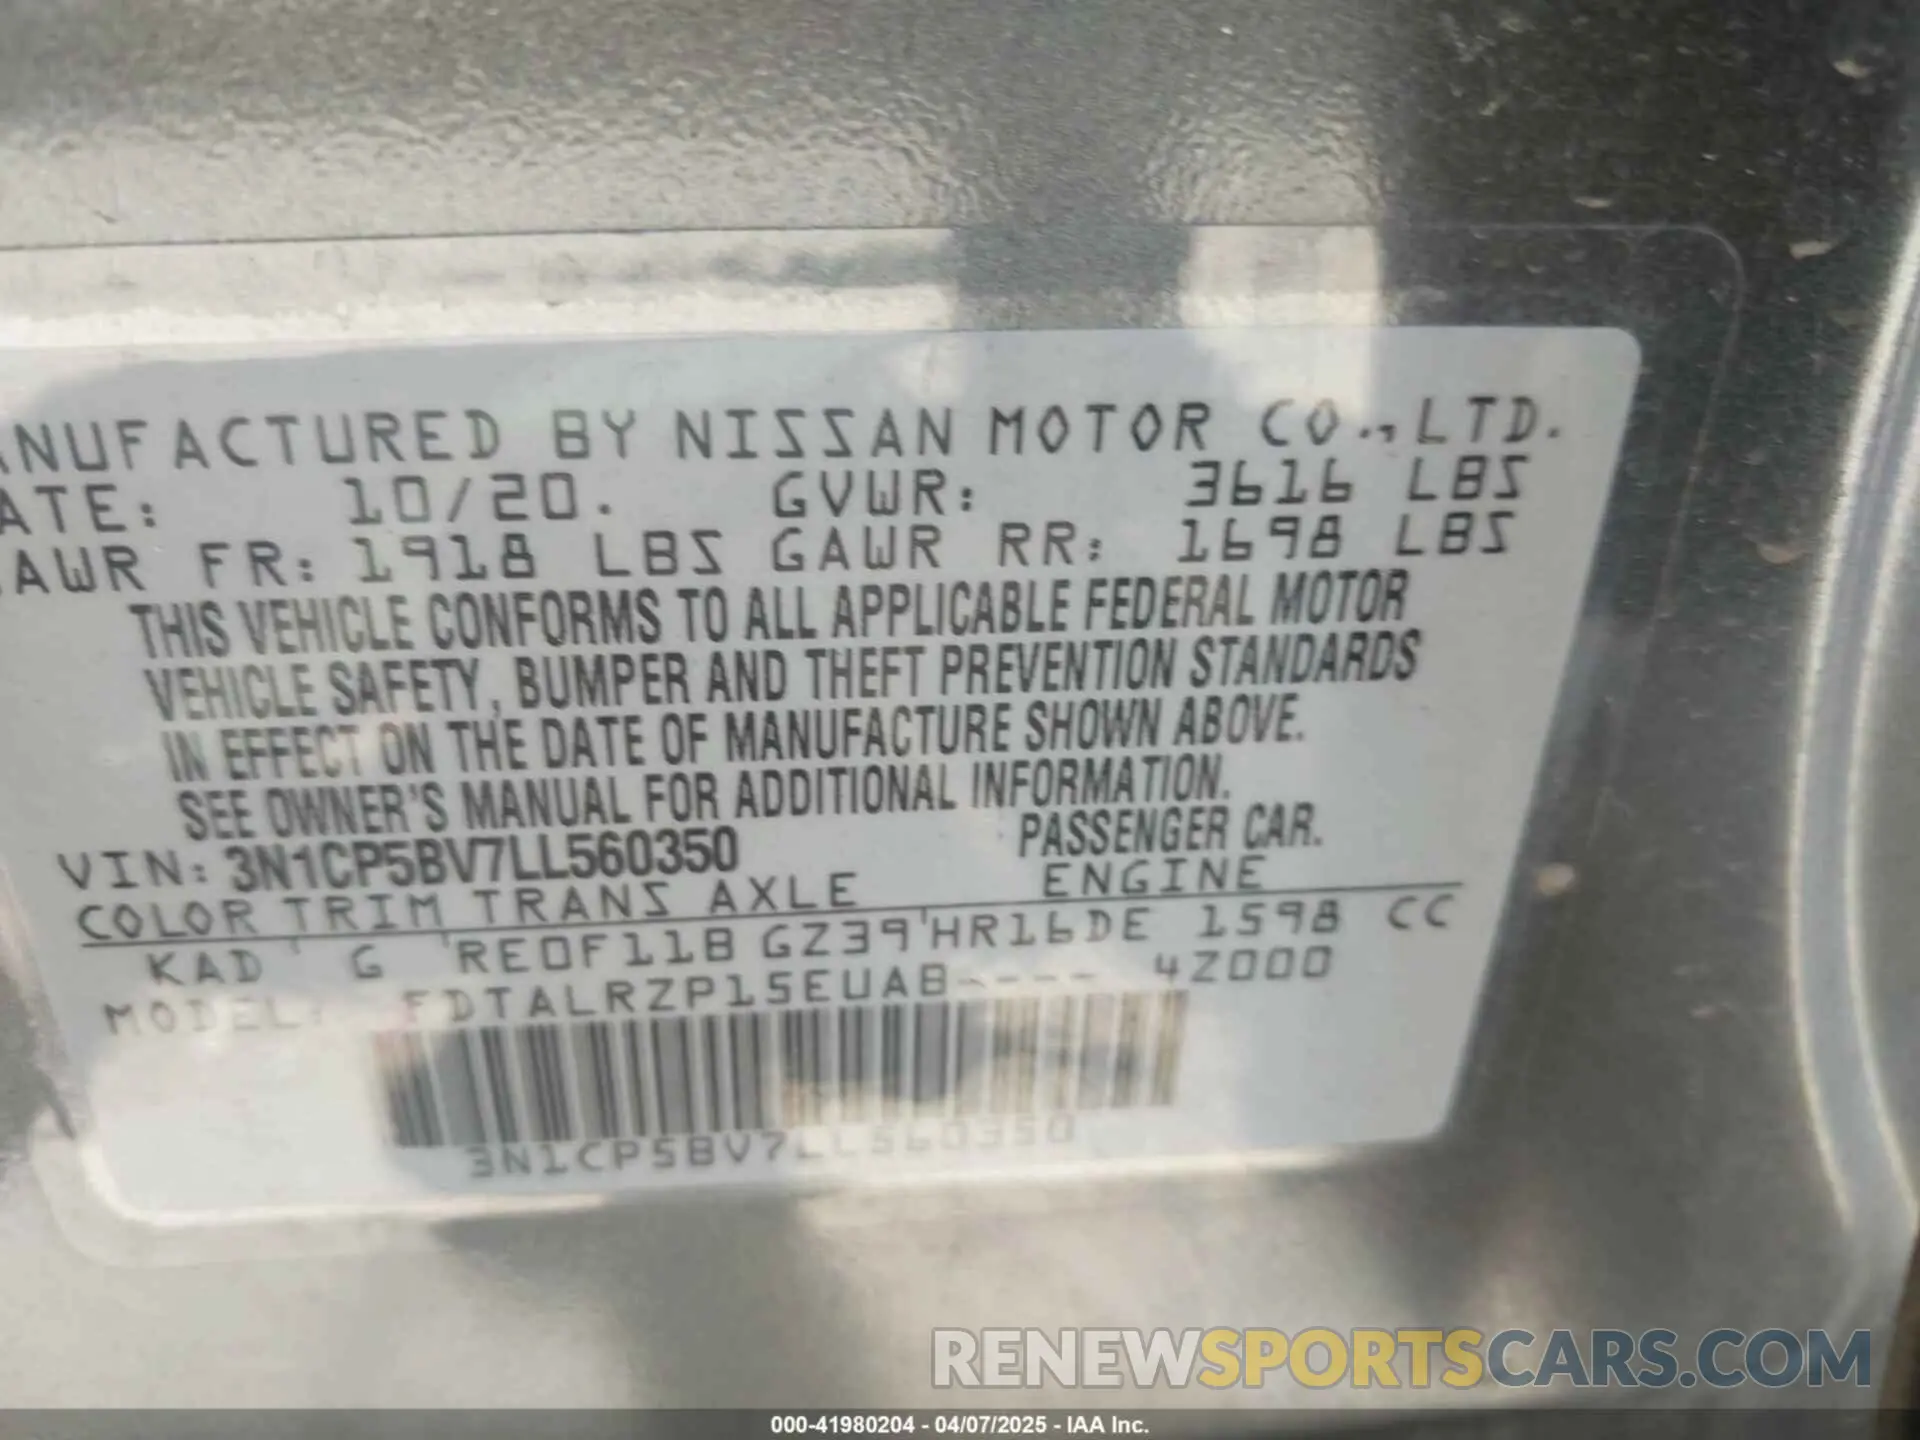 ANUFACTURED BY NISSAN MOTOR CO., LTD.
ATE: 10/20. GVWR: 3616 LBS
AWR FR: 1918 LBS GAWR RR: 1698 LBS
THIS VEHICLE CONFORMS TO ALL APPLICABLE FEDERAL MOTOR
VEHICLE SAFETY, BUMPER AND THEFT PREVENTION STANDARDS
IN EFFECT ON THE DATE OF MANUFACTURE SHOWN ABOVE.
SEE OWNER'S MANUAL FOR ADDITIONAL INFORMATION.
VIN: 3N1CP5BV7LL560350 PASSENGER CAR.
COLOR TRIM TRANS AXLE ENGINE
KAD G RE0F11B GZ39 HR16DE 1598 CC
MODEL: FDTALRZP15EUAB---- 4Z000
3N1CP5BV7LL560350
RENEWSPORTSCARS.COM
000-41980204 - 04/07/2025 - IAA Inc.